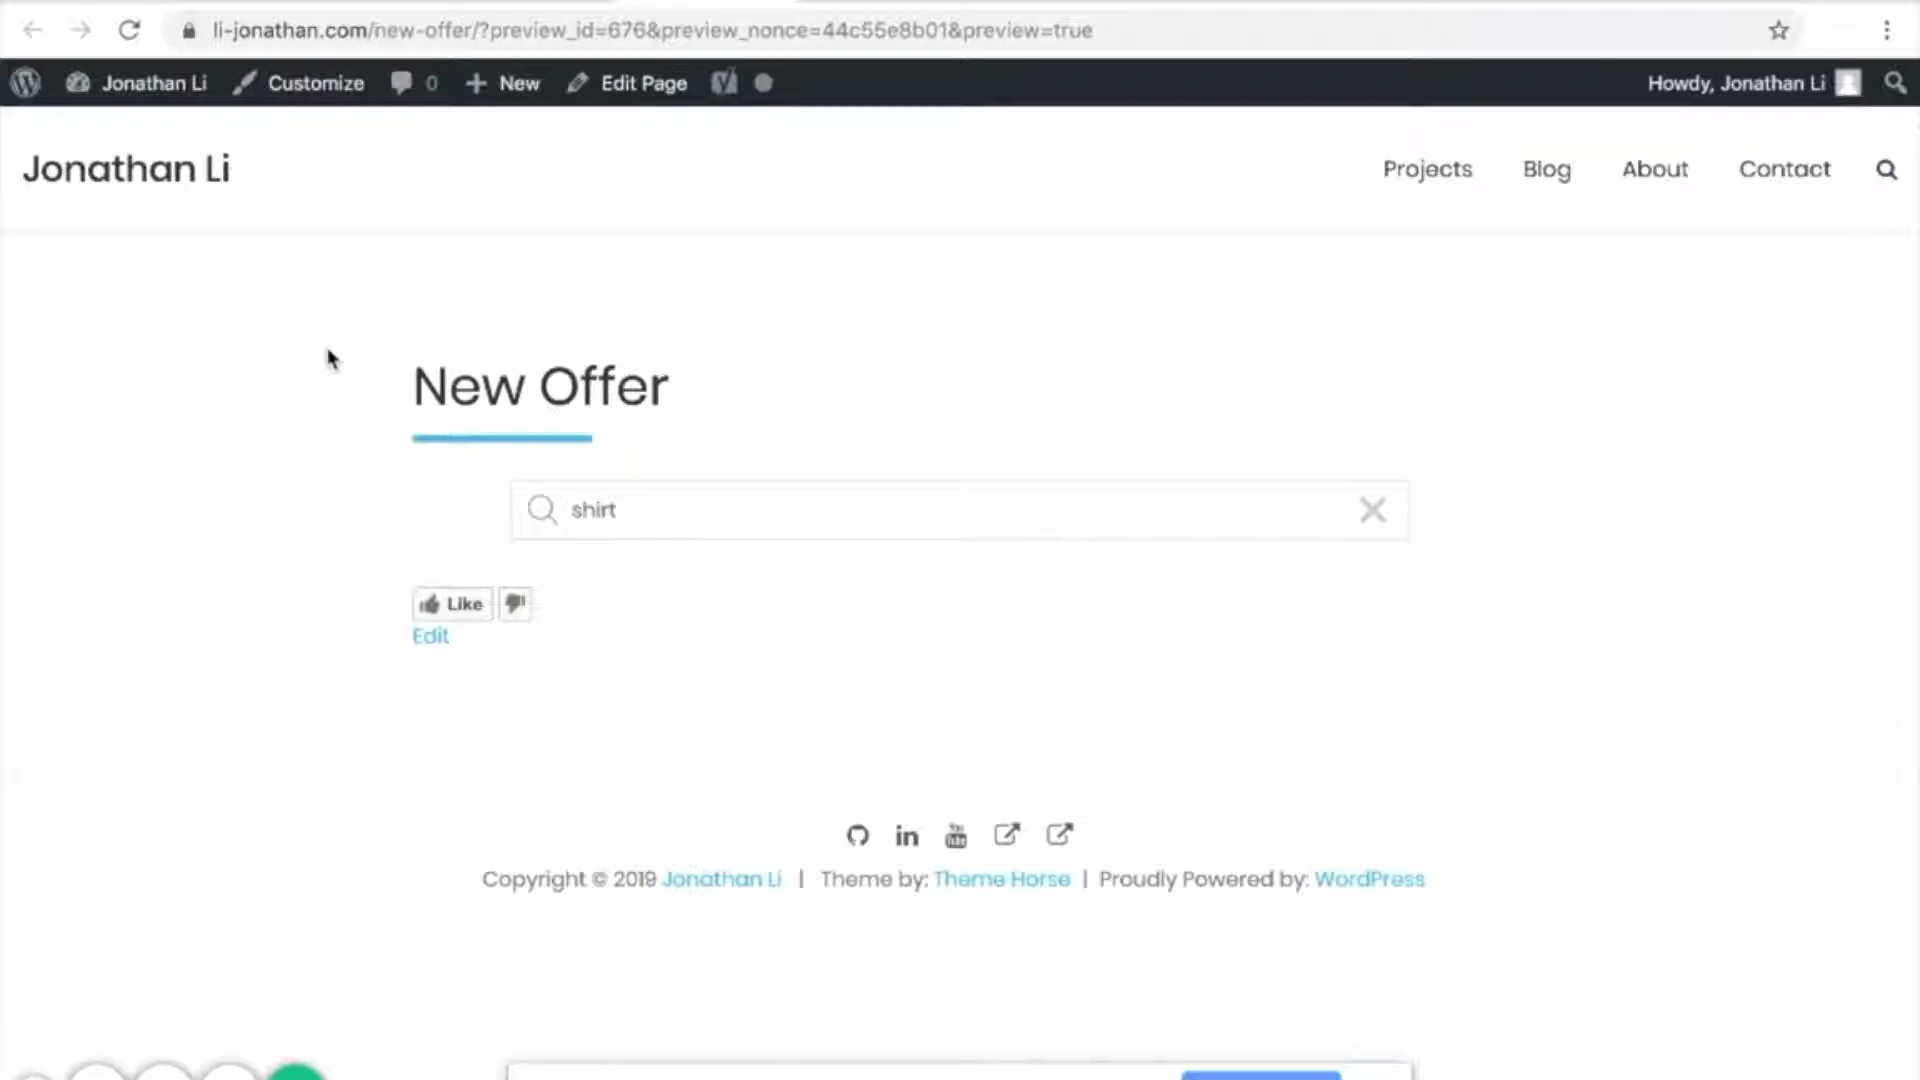 li-jonathan.com/new-offer/?preview_id=676&preview_nonce=44c55e8b01&preview=true
Jonathan Li Customize 0 New Edit Page Howdy, Jonathan Li
Jonathan Li Projects Blog About Contact
New Offer
shirt
Like
Edit
Copyright © 2019 Jonathan Li | Theme by: Theme Horse | Proudly Powered by: WordPress